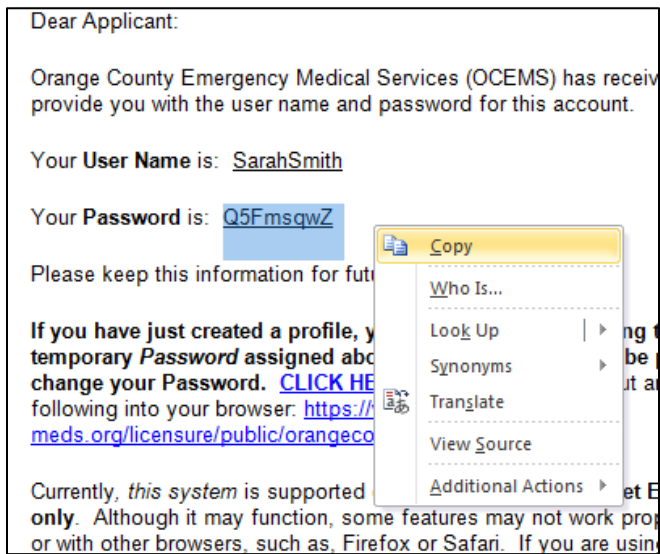 Dear Applicant:
Orange County Emergency Medical Services (OCEMS) has receiv
provide you with the user name and password for this account.
Your User Name is: SarahSmith
Your Password is: Q5FmsqwZ
Copy
Please keep this information for futu
Who Is...
If you have just created a profile, y
Look Up
ng t
temporary Password assigned abo
Synonyms
be p
change your Password. CLICK HE
ut an
following into your browser: https://
Translate
meds.org/licensure/public/orangeco
View Source
Additional Actions
Currently, this system is supported
et E
only. Although it may function, some features may not work prop
or with other browsers, such as, Firefox or Safari. If you are using